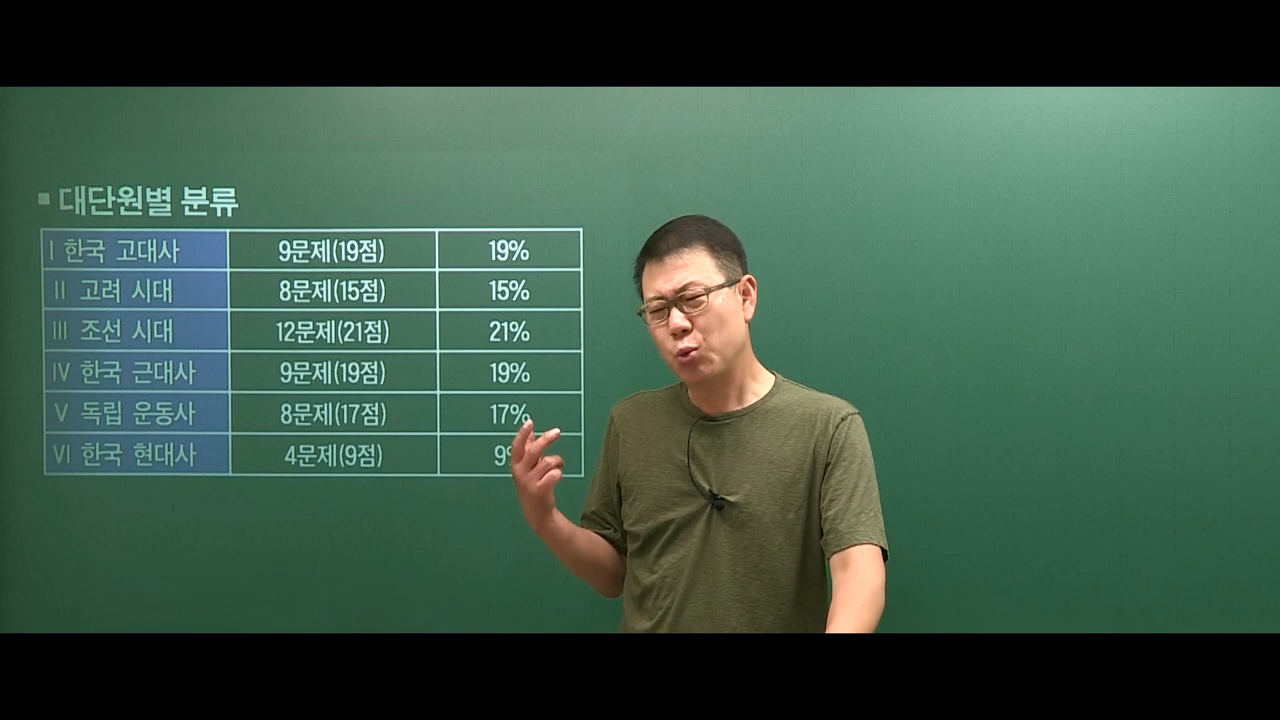 ▪ 대단원별 분류
Ⅰ 한국 고대사 9문제(19점) 19%
Ⅱ 고려 시대 8문제(15점) 15%
Ⅲ 조선 시대 12문제(21점) 21%
Ⅳ 한국 근대사 9문제(19점) 19%
Ⅴ 독립 운동사 8문제(17점) 17%
Ⅵ 한국 현대사 4문제(9점) 9